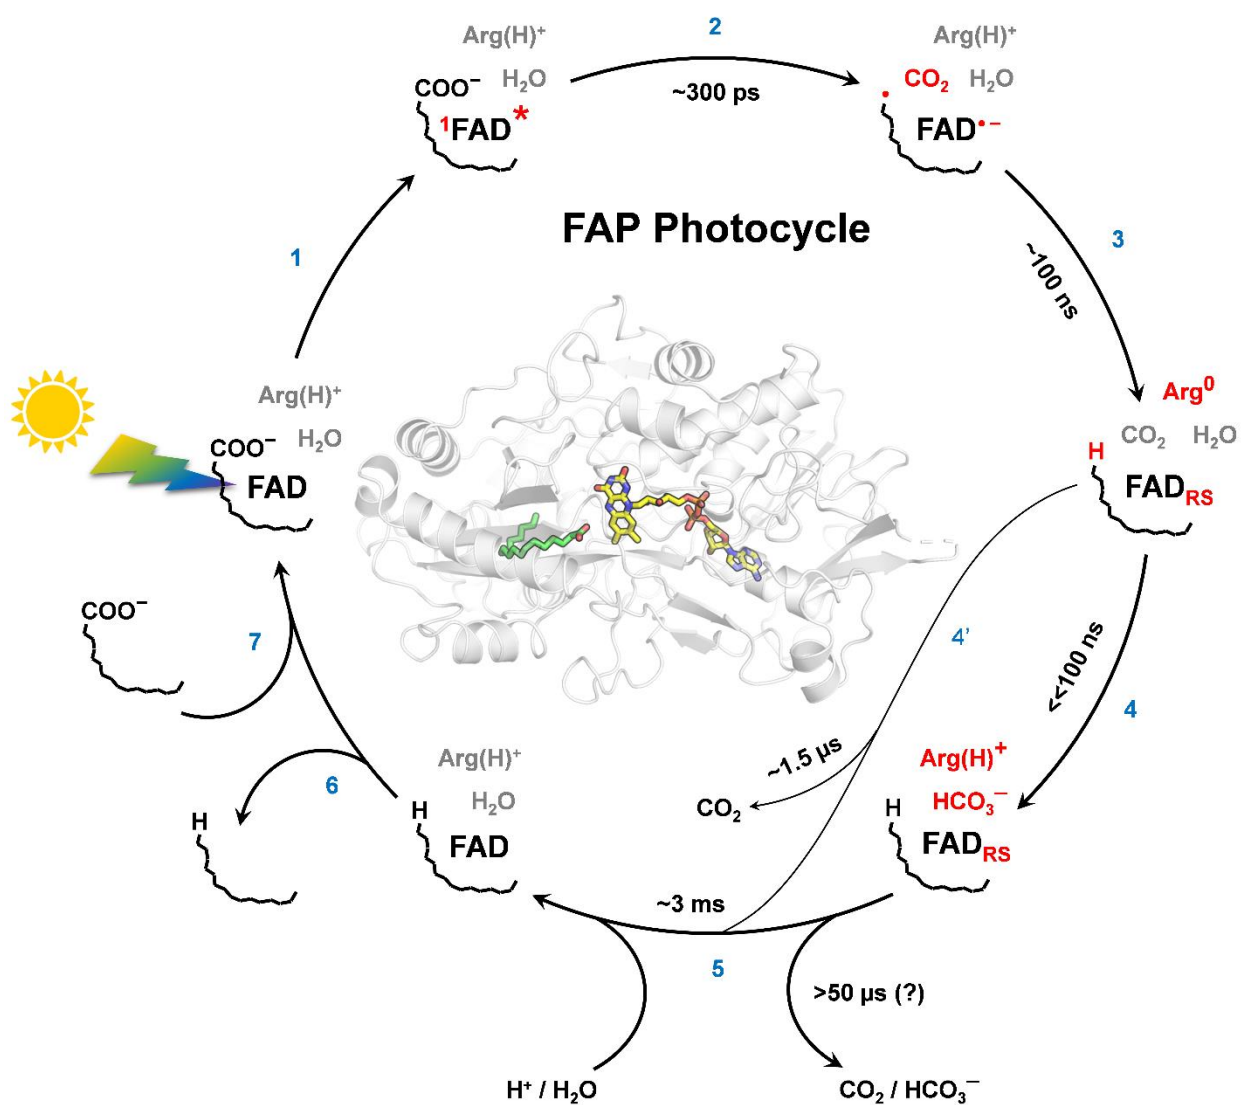 2
Arg(H)⁺
H₂O
COO⁻
¹FAD*
~300 ps
Arg(H)⁺
CO₂ H₂O
FAD•–
FAP Photocycle
1
3
~100 ns
Arg(H)⁺
H₂O
COO⁻
FAD
Arg⁰
CO₂ H₂O
H
FAD_RS
COO⁻
7
4'
<<100 ns
4
6
H
Arg(H)⁺
H₂O
H
FAD
~1.5 µs
CO₂
Arg(H)⁺
HCO₃⁻
H
FAD_RS
~3 ms
5
>50 µs (?)
H⁺ / H₂O
CO₂ / HCO₃⁻